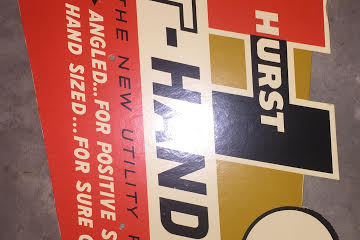 HURST
T-HAND
THE NEW UTILITY
ANGLED...FOR POSITIVE S
HAND SIZED...FOR SURE